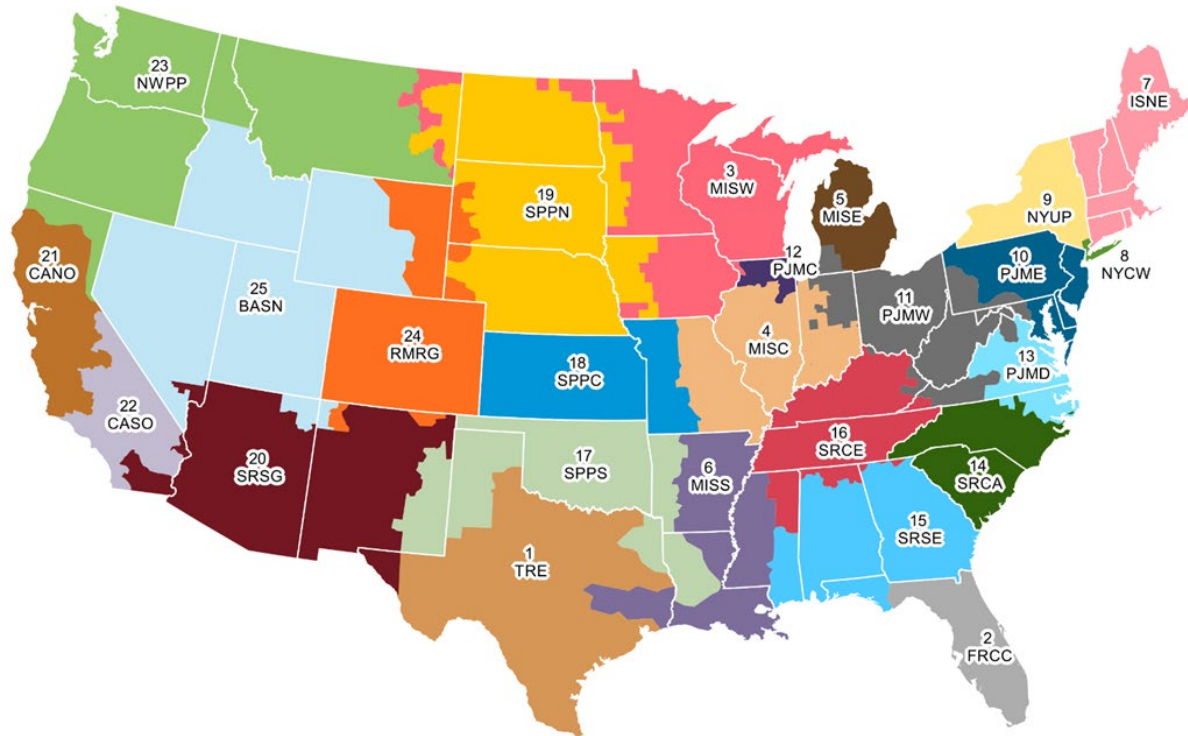 23
NWPP
7
ISNE
3
MISW
5
MISE
19
SPPN
9
NYUP
8
NYCW
21
CANO
12
PJMC
10
PJME
25
BASN
11
PJMW
24
RMRG
18
SPPC
4
MISC
13
PJMD
22
CASO
16
SRCE
20
SRSG
17
SPPS
6
MISS
14
SRCA
15
SRSE
1
TRE
2
FRCC